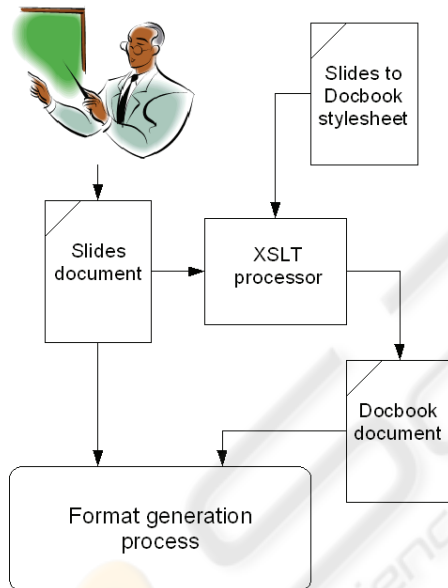 Slides to
Docbook
stylesheet
Slides
document
XSLT
processor
Docbook
document
Format generation
process